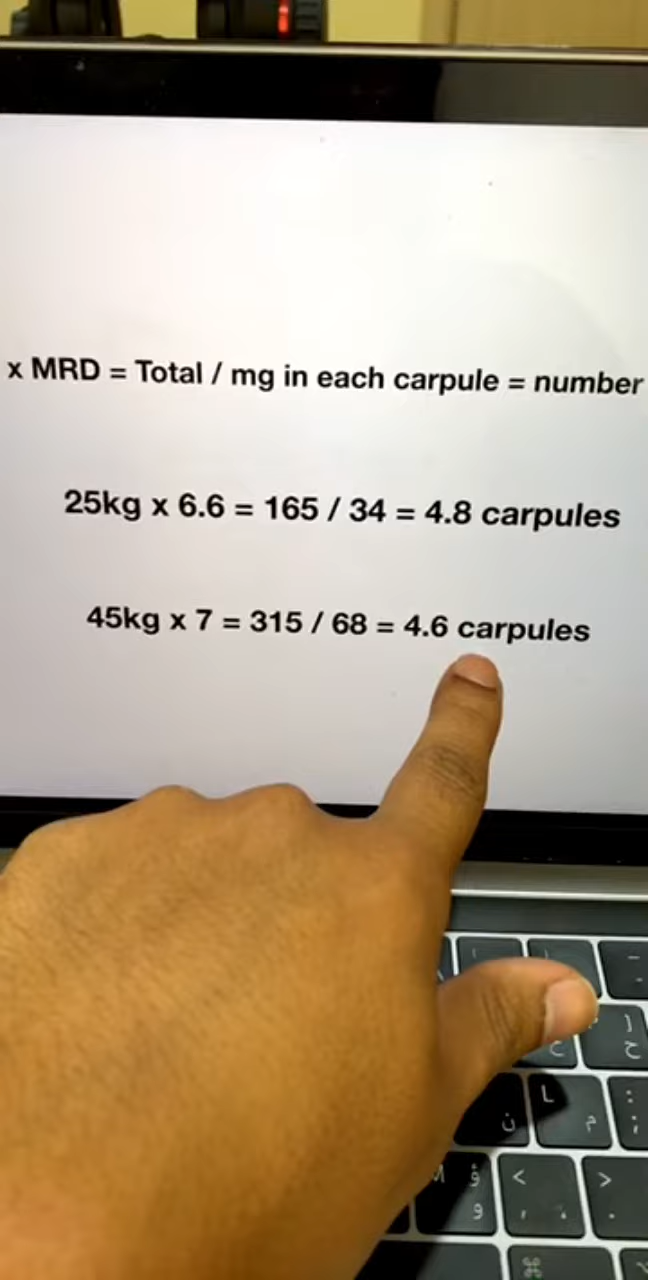 x MRD = Total / mg in each carpule = number
25kg x 6.6 = 165 / 34 = 4.8 carpules
45kg x 7 = 315 / 68 = 4.6 carpules
L
ن
م
<
>
و
⌘